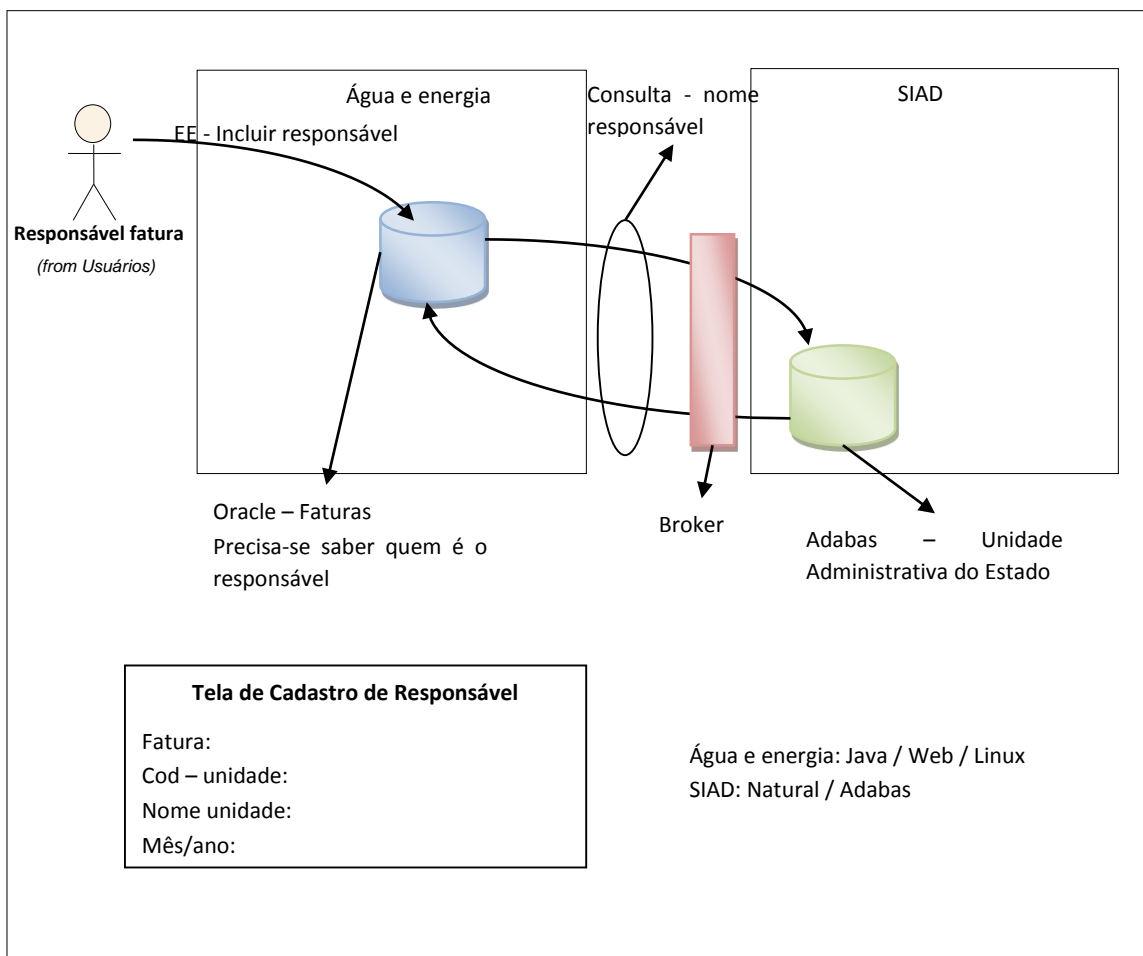 Água e energia
Consulta - nome
responsável
SIAD
EE - Incluir responsável
Responsável fatura
(from Usuários)
Oracle – Faturas
Precisa-se saber quem é o
responsável
Broker
Adabas – Unidade
Administrativa do Estado
Tela de Cadastro de Responsável
Fatura:
Cod – unidade:
Nome unidade:
Mês/ano:
Água e energia: Java / Web / Linux
SIAD: Natural / Adabas